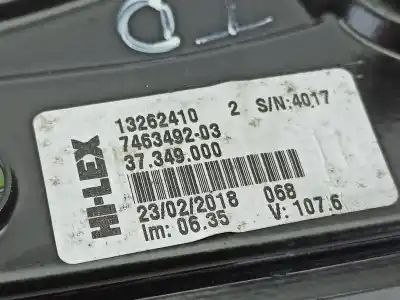 TD
HI-LEX
13262410 2 S/N:4017
7463492-03
37.349.000
23/02/2018 068
Im: 06.35 V: 107.6